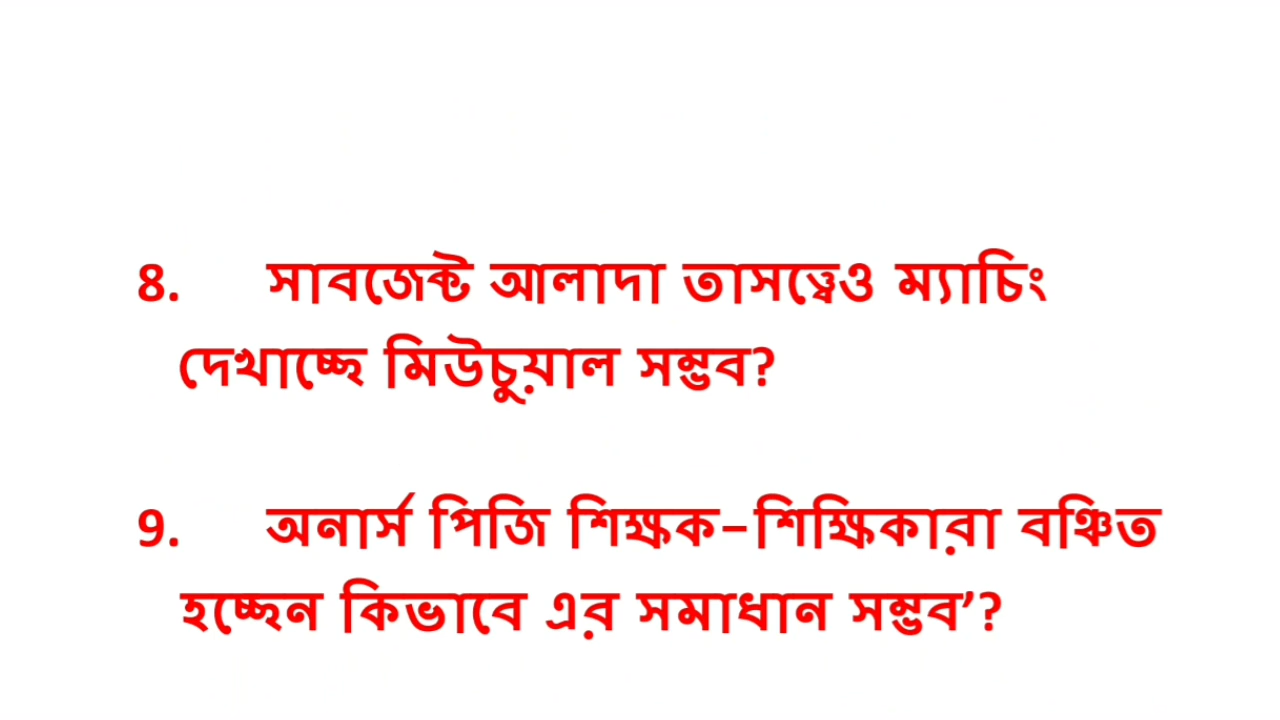 8. সাবজেক্ট আলাদা তাসত্ত্বেও ম্যাচিং
দেখাচ্ছে মিউচুয়াল সম্ভব?
9. অনার্স পিজি শিক্ষক–শিক্ষিকারা বঞ্চিত
হচ্ছেন কিভাবে এর সমাধান সম্ভব’?